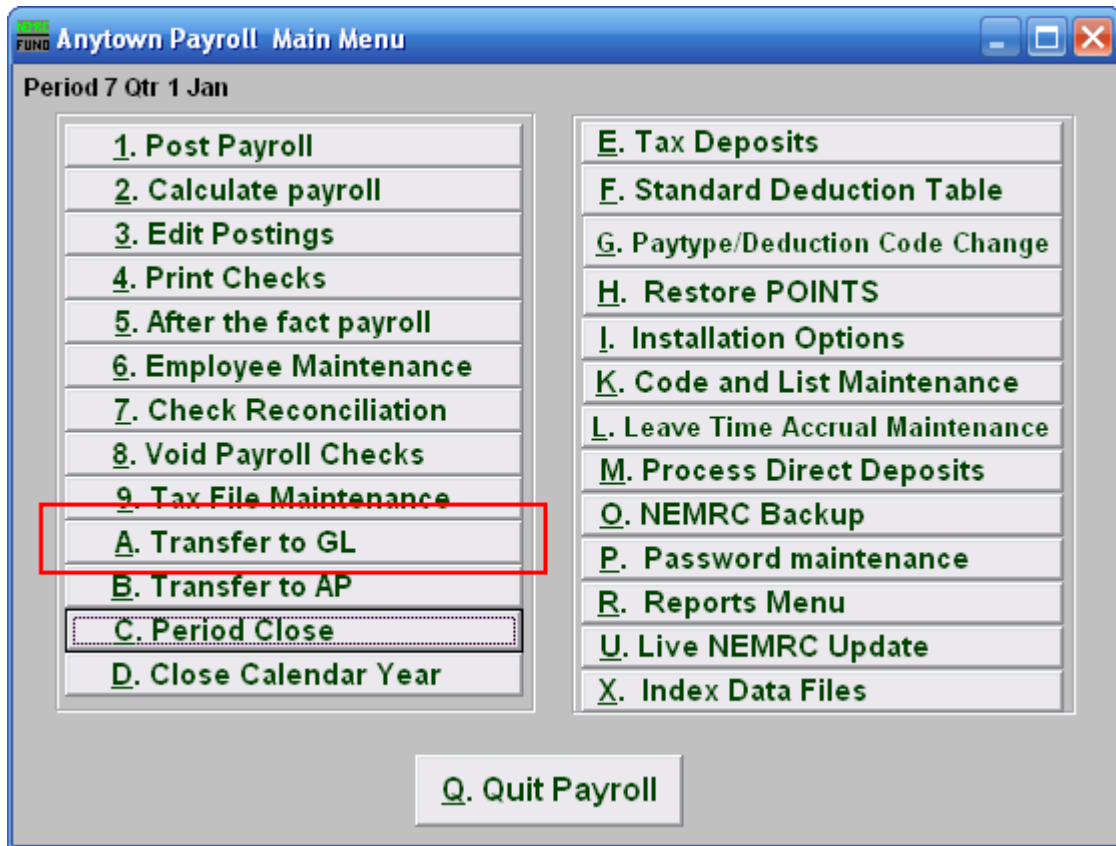 NEMRC
FUND
Anytown Payroll Main Menu
Period 7 Qtr 1 Jan
1. Post Payroll
2. Calculate payroll
3. Edit Postings
4. Print Checks
5. After the fact payroll
6. Employee Maintenance
7. Check Reconciliation
8. Void Payroll Checks
9. Tax File Maintenance
A. Transfer to GL
B. Transfer to AP
C. Period Close
D. Close Calendar Year
E. Tax Deposits
F. Standard Deduction Table
G. Paytype/Deduction Code Change
H. Restore POINTS
I. Installation Options
K. Code and List Maintenance
L. Leave Time Accrual Maintenance
M. Process Direct Deposits
O. NEMRC Backup
P. Password maintenance
R. Reports Menu
U. Live NEMRC Update
X. Index Data Files
Q. Quit Payroll